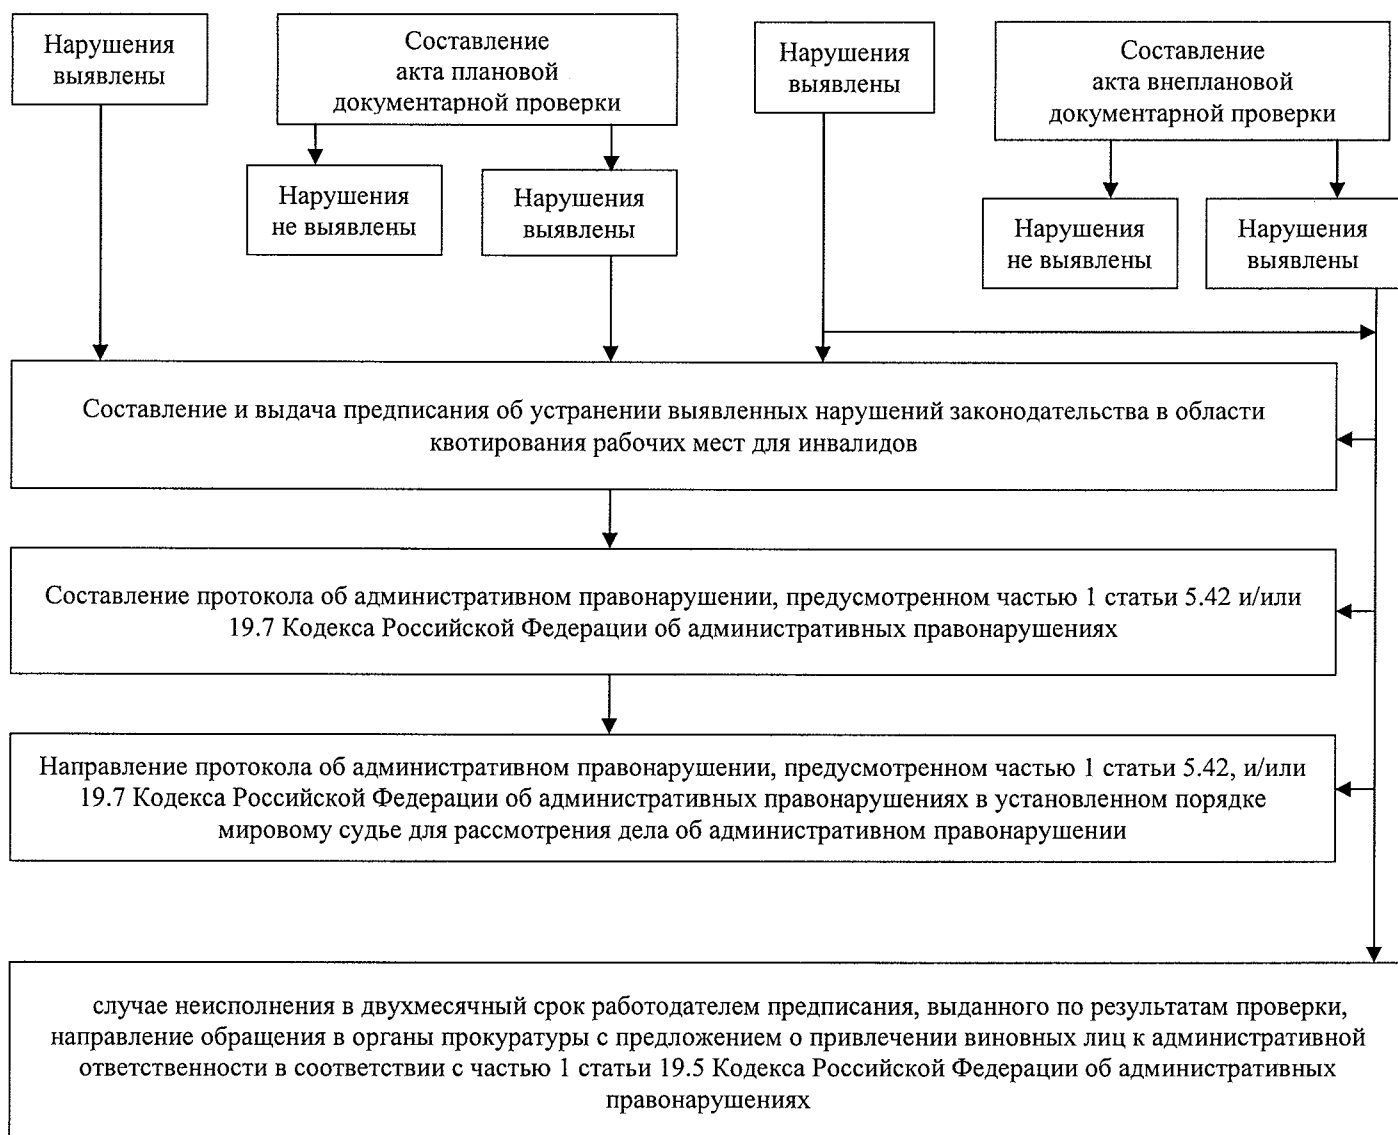 Нарушения
выявлены
Составление
акта плановой
документарной проверки
Нарушения
выявлены
Составление
акта внеплановой
документарной проверки
Нарушения
не выявлены
Нарушения
выявлены
Нарушения
не выявлены
Нарушения
выявлены
Составление и выдача предписания об устранении выявленных нарушений законодательства в области
квотирования рабочих мест для инвалидов
Составление протокола об административном правонарушении, предусмотренном частью 1 статьи 5.42 и/или
19.7 Кодекса Российской Федерации об административных правонарушениях
Направление протокола об административном правонарушении, предусмотренном частью 1 статьи 5.42, и/или
19.7 Кодекса Российской Федерации об административных правонарушениях в установленном порядке
мировому судье для рассмотрения дела об административном правонарушении
случае неисполнения в двухмесячный срок работодателем предписания, выданного по результатам проверки,
направление обращения в органы прокуратуры с предложением о привлечении виновных лиц к административной
ответственности в соответствии с частью 1 статьи 19.5 Кодекса Российской Федерации об административных
правонарушениях